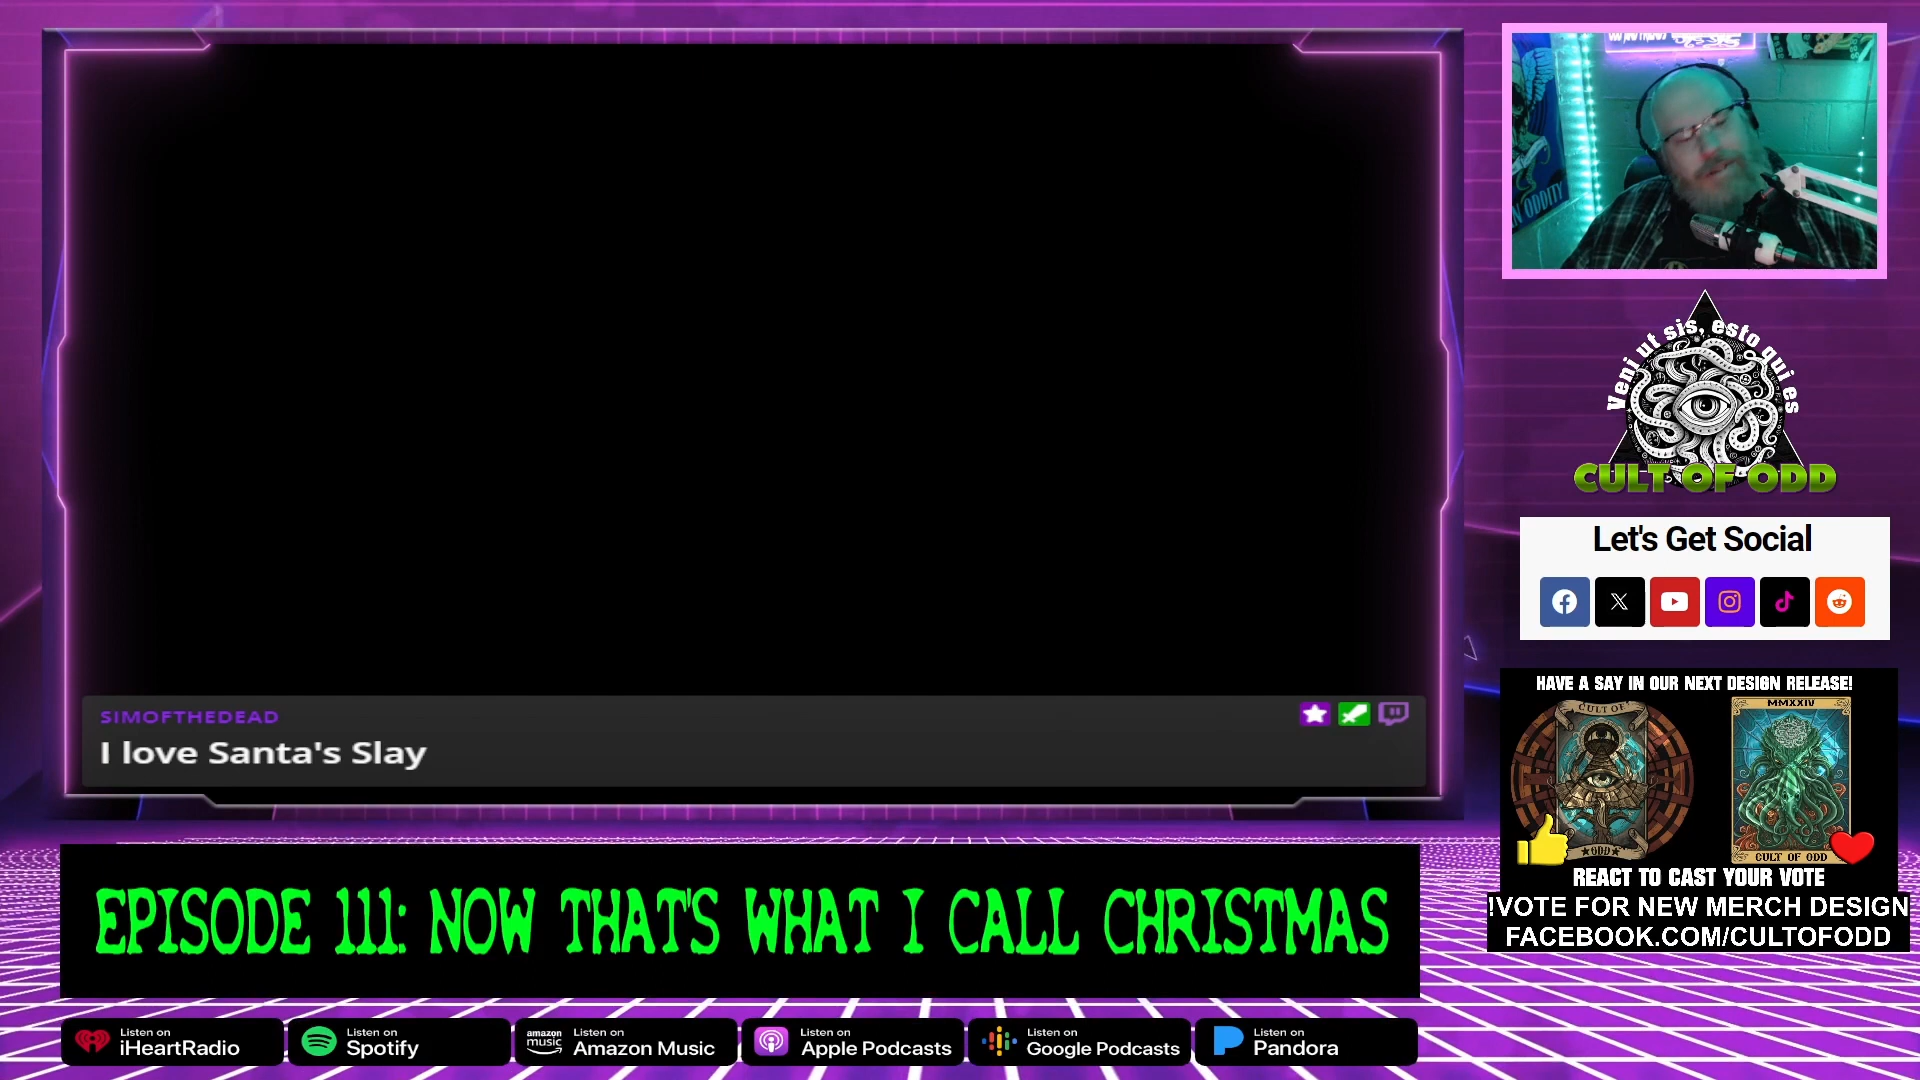 SIMOFTHEDEAD
I love Santa's Slay
EPISODE 111: NOW THAT'S WHAT I CALL CHRISTMAS
Listen on
iHeartRadio
Listen on
Spotify
amazon music
Listen on
Amazon Music
Listen on
Apple Podcasts
Listen on
Google Podcasts
Listen on
Pandora
N ODDITY
Veni ut sis, esto qui es
CULT OF ODD
Let's Get Social
HAVE A SAY IN OUR NEXT DESIGN RELEASE!
CULT OF
ODD
MMXXIV
CULT OF ODD
REACT TO CAST YOUR VOTE
!VOTE FOR NEW MERCH DESIGN
FACEBOOK.COM/CULTOFODD